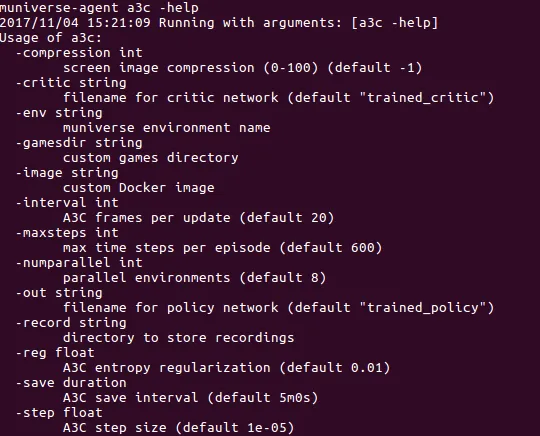 muniverse-agent a3c -help
2017/11/04 15:21:09 Running with arguments: [a3c -help]
Usage of a3c:
  -compression int
        screen image compression (0-100) (default -1)
  -critic string
        filename for critic network (default "trained_critic")
  -env string
        muniverse environment name
  -gamesdir string
        custom games directory
  -image string
        custom Docker image
  -interval int
        A3C frames per update (default 20)
  -maxsteps int
        max time steps per episode (default 600)
  -numparallel int
        parallel environments (default 8)
  -out string
        filename for policy network (default "trained_policy")
  -record string
        directory to store recordings
  -reg float
        A3C entropy regularization (default 0.01)
  -save duration
        A3C save interval (default 5m0s)
  -step float
        A3C step size (default 1e-05)